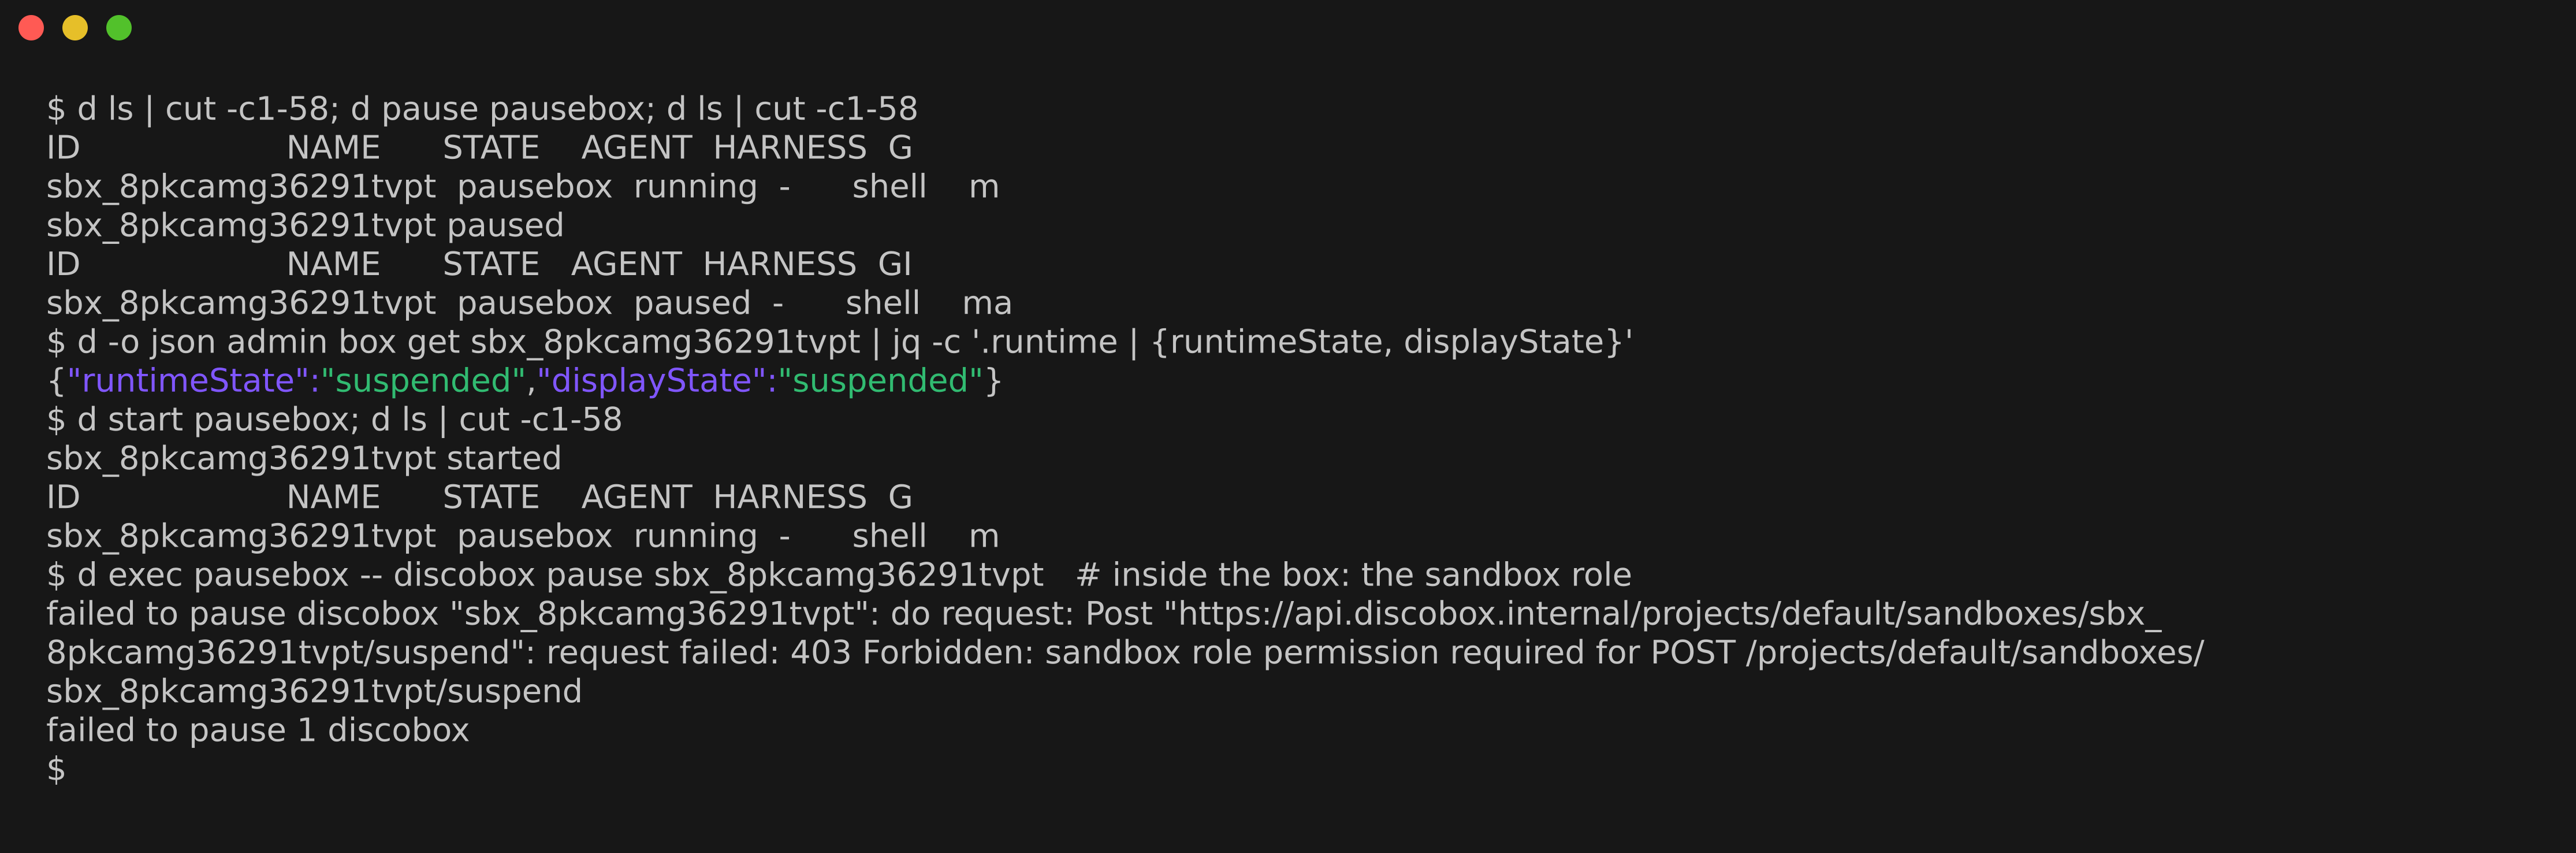 $ d ls | cut -c1-58; d pause pausebox; d ls | cut -c1-58
ID                    NAME      STATE    AGENT  HARNESS  G
sbx_8pkcamg36291tvpt  pausebox  running  -      shell    m
sbx_8pkcamg36291tvpt paused
ID                    NAME      STATE   AGENT  HARNESS  GI
sbx_8pkcamg36291tvpt  pausebox  paused  -      shell    ma
$ d -o json admin box get sbx_8pkcamg36291tvpt | jq -c '.runtime | {runtimeState, displayState}'
{"runtimeState":"suspended","displayState":"suspended"}
$ d start pausebox; d ls | cut -c1-58
sbx_8pkcamg36291tvpt started
ID                    NAME      STATE    AGENT  HARNESS  G
sbx_8pkcamg36291tvpt  pausebox  running  -      shell    m
$ d exec pausebox -- discobox pause sbx_8pkcamg36291tvpt   # inside the box: the sandbox role
failed to pause discobox "sbx_8pkcamg36291tvpt": do request: Post "https://api.discobox.internal/projects/default/sandboxes/sbx_
8pkcamg36291tvpt/suspend": request failed: 403 Forbidden: sandbox role permission required for POST /projects/default/sandboxes/
sbx_8pkcamg36291tvpt/suspend
failed to pause 1 discobox
$